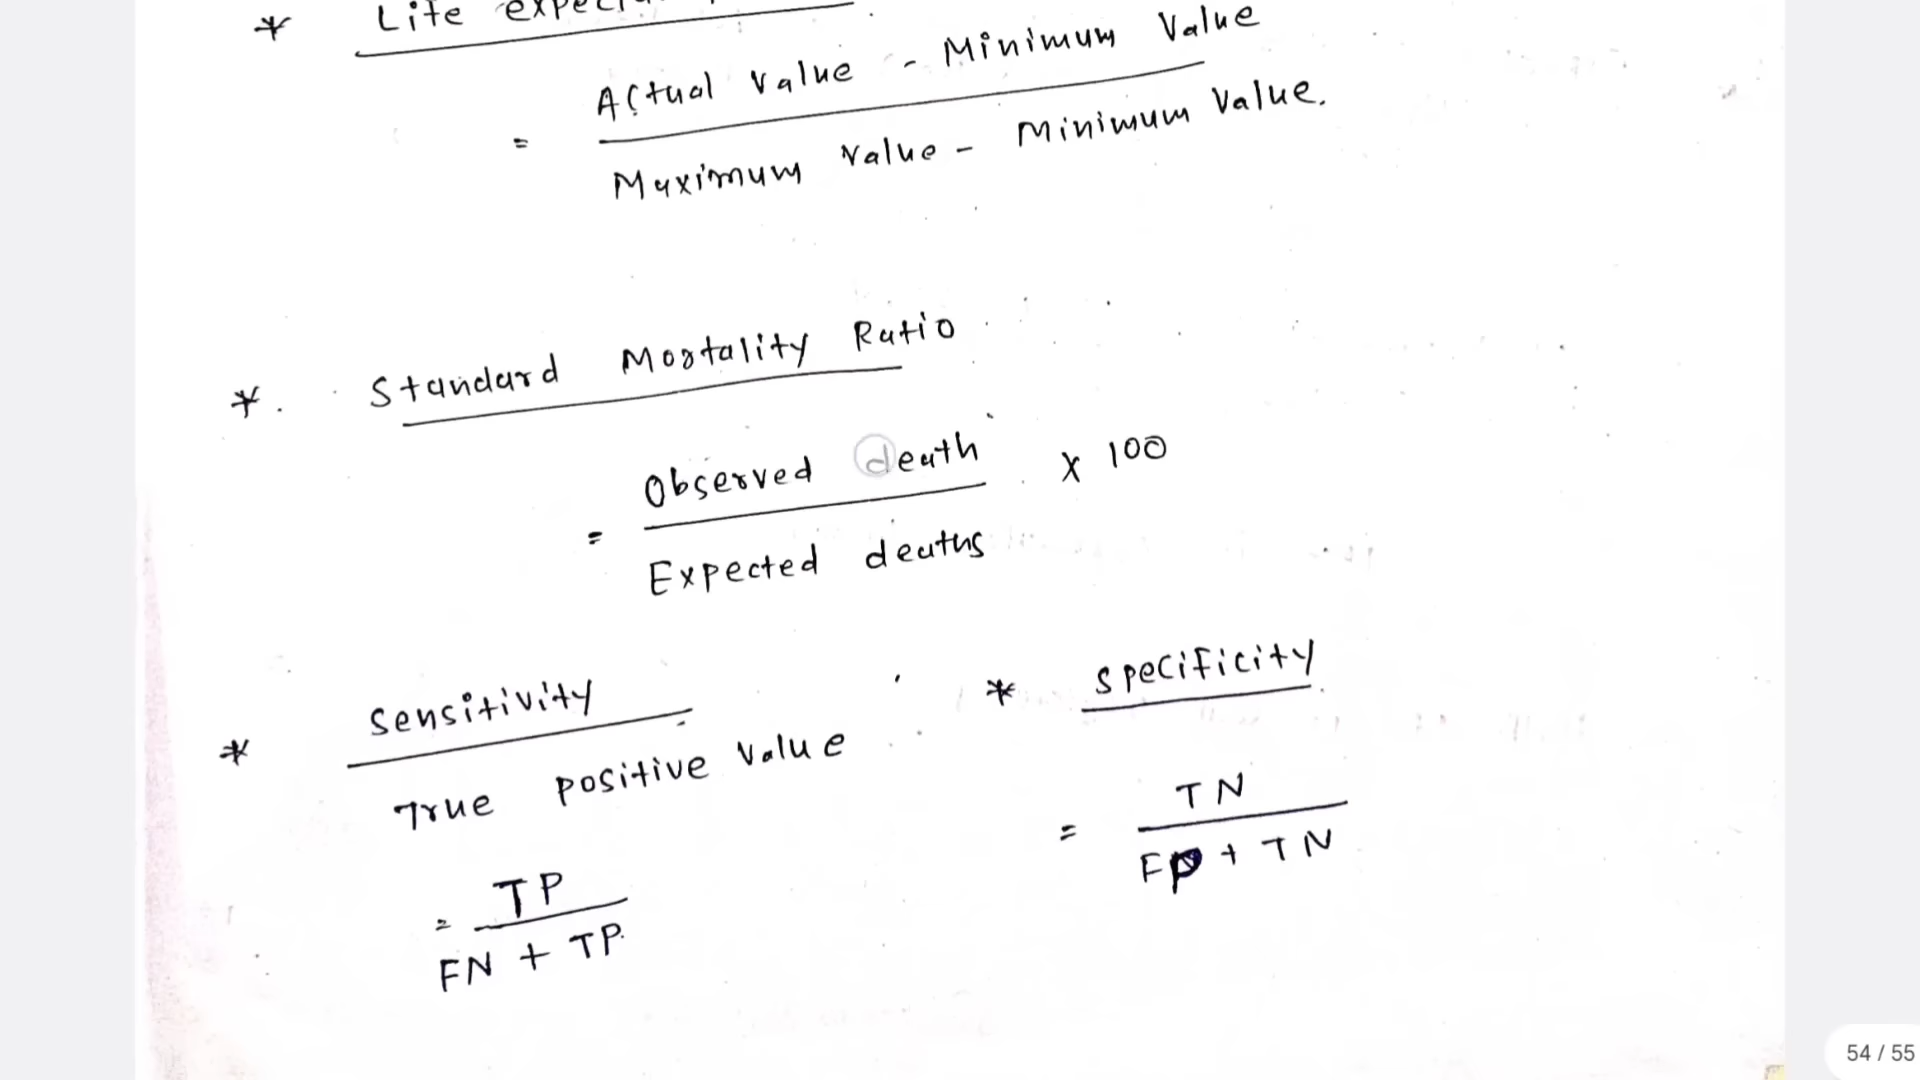 * Life
Actual Value - Minimum Value
=
Maximum Value - Minimum Value.
*. Standard Mortality Ratio
Observed death
= x 100
Expected deaths
* Sensitivity
True positive value
TP
=
FN + TP.
* Specificity
TN
=
FP + TN
54 / 55